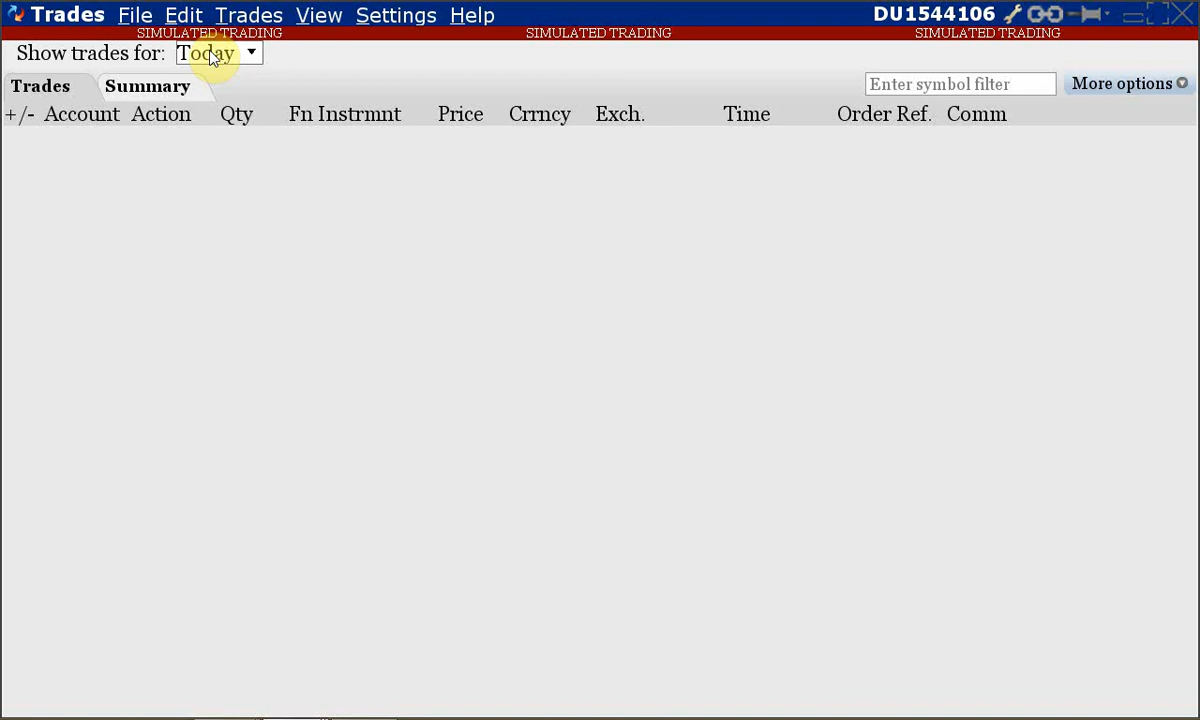 Trades File Edit Trades View Settings Help DU1544106
SIMULATED TRADING SIMULATED TRADING SIMULATED TRADING
Show trades for: Today
Trades Summary Enter symbol filter More options
+/- Account Action Qty Fn Instrmnt Price Crrncy Exch. Time Order Ref. Comm